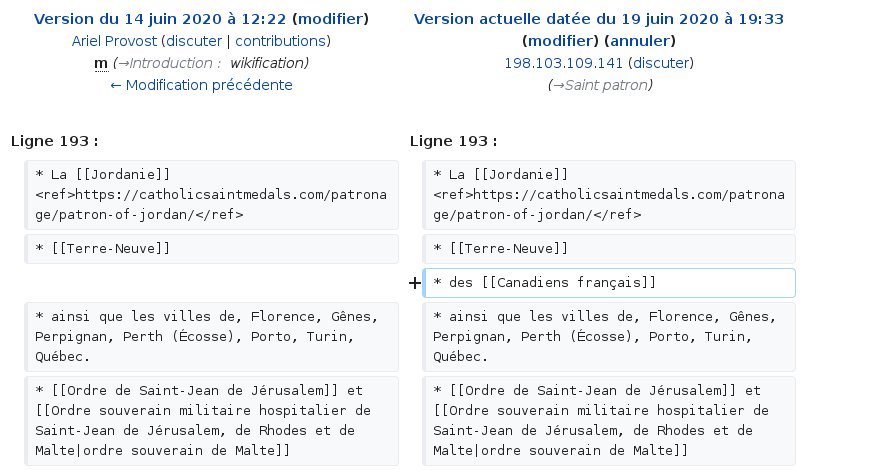 Version du 14 juin 2020 à 12:22 (modifier)
Ariel Provost (discuter | contributions)
m (→Introduction : wikification)
← Modification précédente
Version actuelle datée du 19 juin 2020 à 19:33
(modifier) (annuler)
198.103.109.141 (discuter)
(→Saint patron)
Ligne 193 :
Ligne 193 :
* La [[Jordanie]]
<ref>https://catholicsaintmedals.com/patrona
ge/patron-of-jordan/</ref>
* La [[Jordanie]]
<ref>https://catholicsaintmedals.com/patrona
ge/patron-of-jordan/</ref>
* [[Terre-Neuve]]
* [[Terre-Neuve]]
+ * des [[Canadiens français]]
* ainsi que les villes de, Florence, Gênes,
Perpignan, Perth (Écosse), Porto, Turin,
Québec.
* ainsi que les villes de, Florence, Gênes,
Perpignan, Perth (Écosse), Porto, Turin,
Québec.
* [[Ordre de Saint-Jean de Jérusalem]] et
[[Ordre souverain militaire hospitalier de
Saint-Jean de Jérusalem, de Rhodes et de
Malte|ordre souverain de Malte]]
* [[Ordre de Saint-Jean de Jérusalem]] et
[[Ordre souverain militaire hospitalier de
Saint-Jean de Jérusalem, de Rhodes et de
Malte|ordre souverain de Malte]]